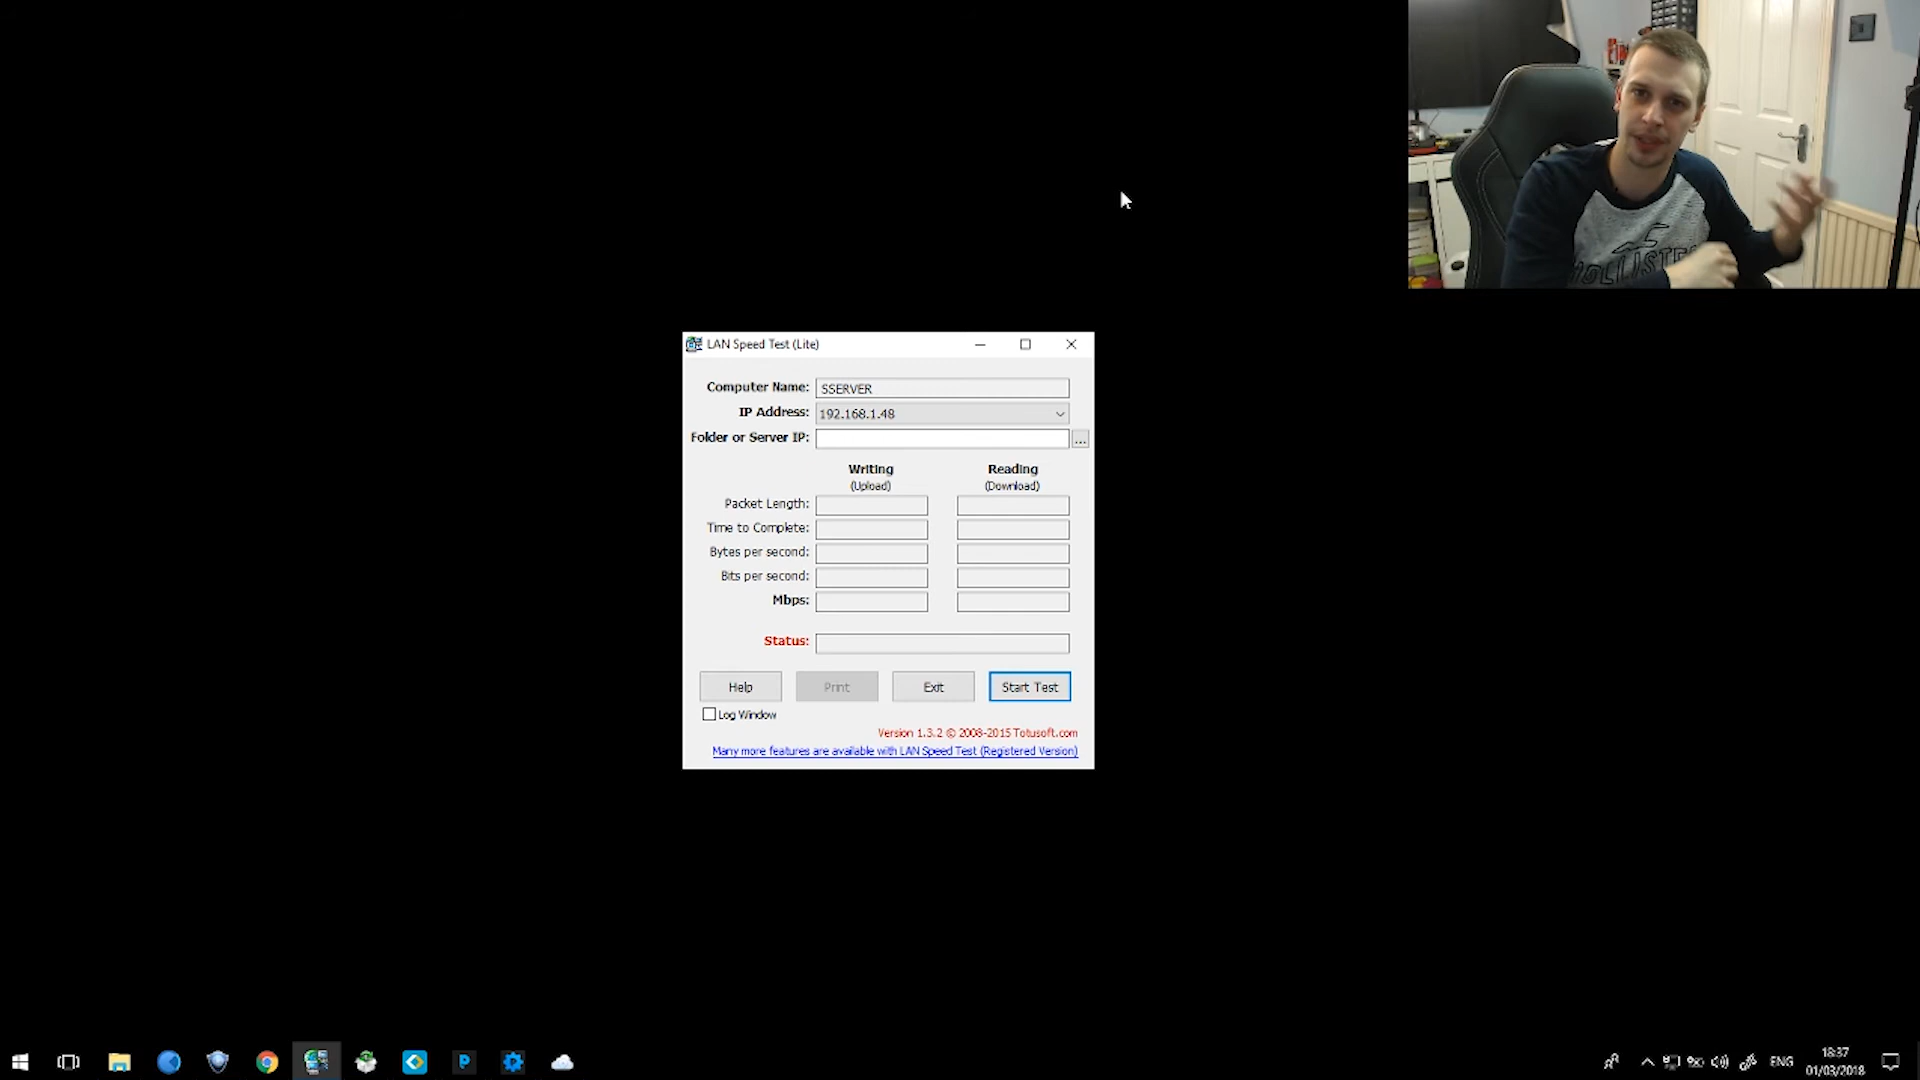 HOLLISTE
LAN Speed Test (Lite)
Computer Name: SSERVER
IP Address: 192.168.1.48
Folder or Server IP: ...
Writing Reading
(Upload) (Download)
Packet Length:
Time to Complete:
Bytes per second:
Bits per second:
Mbps:
Status:
Help Print Exit Start Test
Log Window
Version 1.3.2 © 2008-2015 Totusoft.com
Many more features are available with LAN Speed Test (Registered Version)
P ENG 18:37
01/03/2018